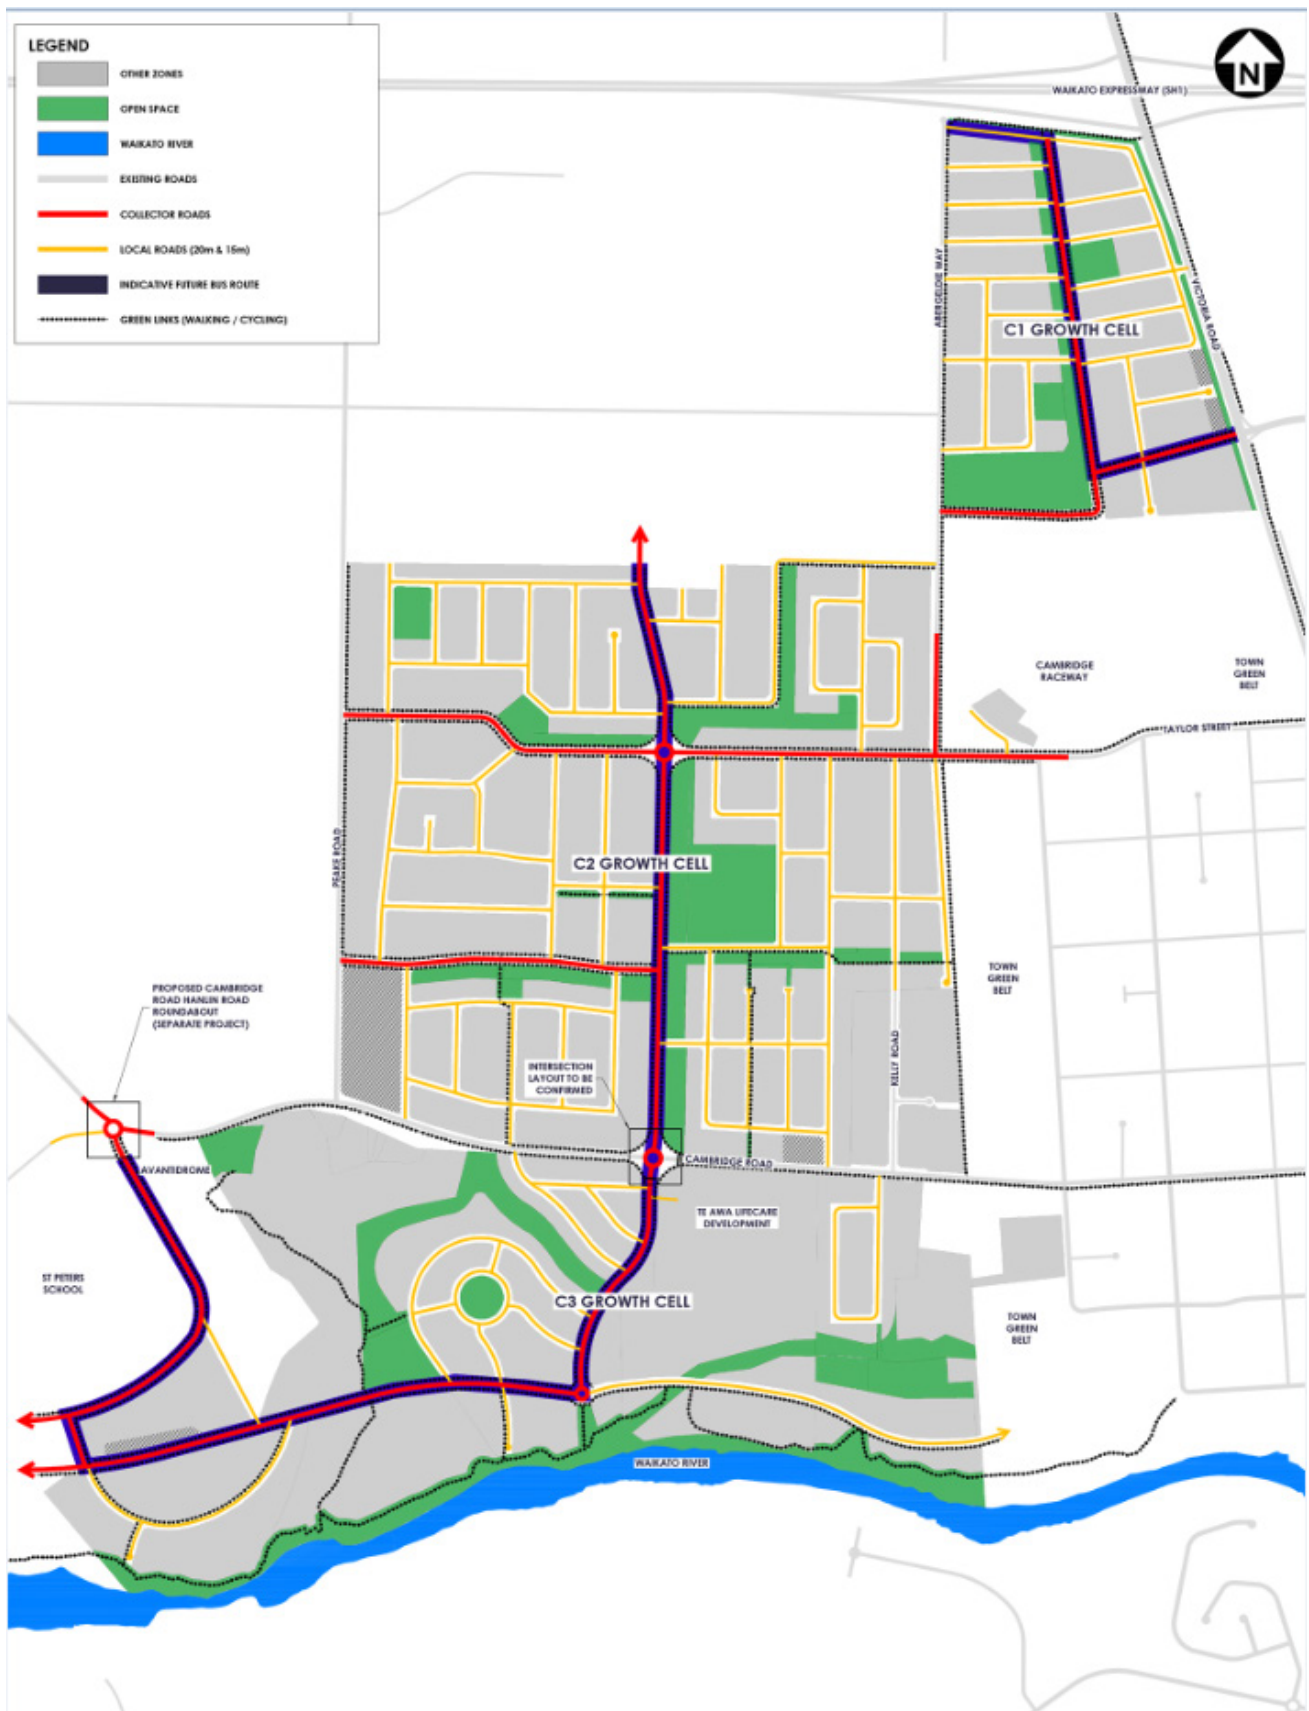 LEGEND
OTHER ZONES
OPEN SPACE
WAIKATO RIVER
EXISTING ROADS
COLLECTOR ROADS
LOCAL ROADS (20m & 15m)
INDICATIVE FUTURE BUS ROUTE
GREEN LINKS (WALKING / CYCLING)
N
WAIKATO EXPRESSWAY (SH1)
ABERGELDIE WAY
VICTORIA ROAD
C1 GROWTH CELL
CAMBRIDGE
RACEWAY
TOWN
GREEN
BELT
TAYLOR STREET
PEAKE ROAD
C2 GROWTH CELL
TOWN
GREEN
BELT
PROPOSED CAMBRIDGE
ROAD HANLIN ROAD
ROUNDABOUT
(SEPARATE PROJECT)
KELLY ROAD
INTERSECTION
LAYOUT TO BE
CONFIRMED
CAMBRIDGE ROAD
AVANTIDROME
TE AWA LIFECARE
DEVELOPMENT
ST PETERS
SCHOOL
C3 GROWTH CELL
TOWN
GREEN
BELT
WAIKATO RIVER